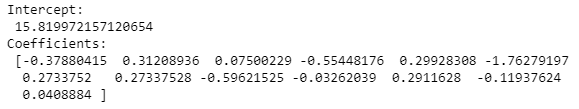 Intercept:
15.819972157120654
Coefficients:
[-0.37880415 0.31208936 0.07500229 -0.55448176 0.29928308 -1.76279197
0.2733752 0.27337528 -0.59621525 -0.03262039 0.2911628 -0.11937624
0.0408884 ]